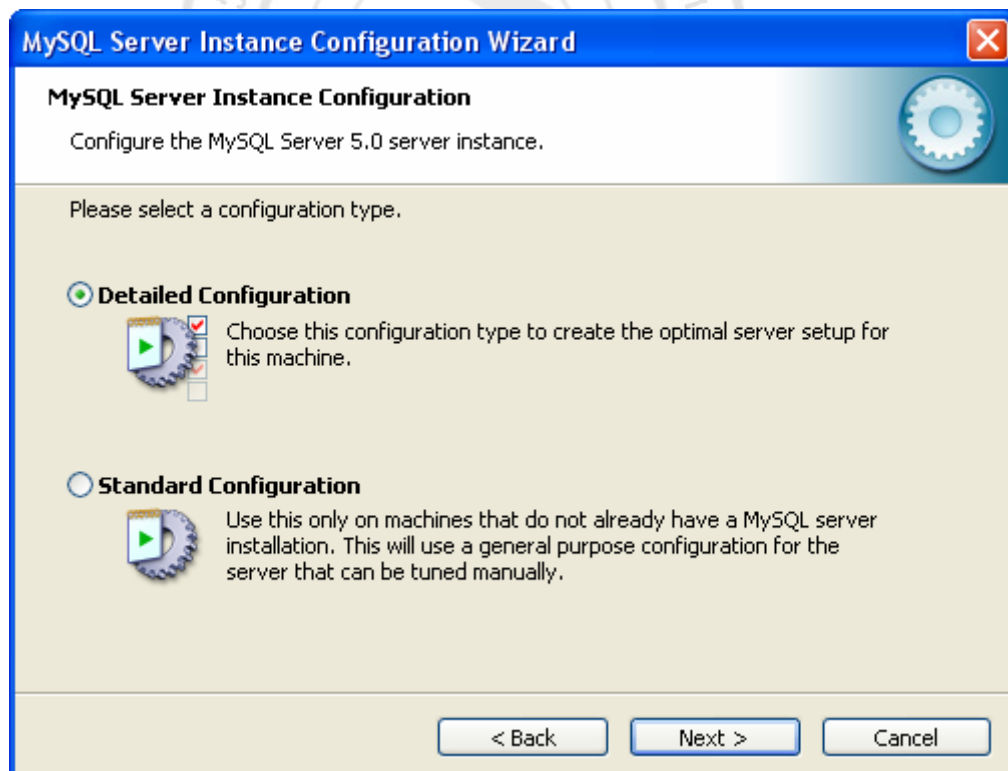 MySQL Server Instance Configuration Wizard
MySQL Server Instance Configuration
Configure the MySQL Server 5.0 server instance.
Please select a configuration type.
Detailed Configuration
Choose this configuration type to create the optimal server setup for
this machine.
Standard Configuration
Use this only on machines that do not already have a MySQL server
installation. This will use a general purpose configuration for the
server that can be tuned manually.
< Back
Next >
Cancel